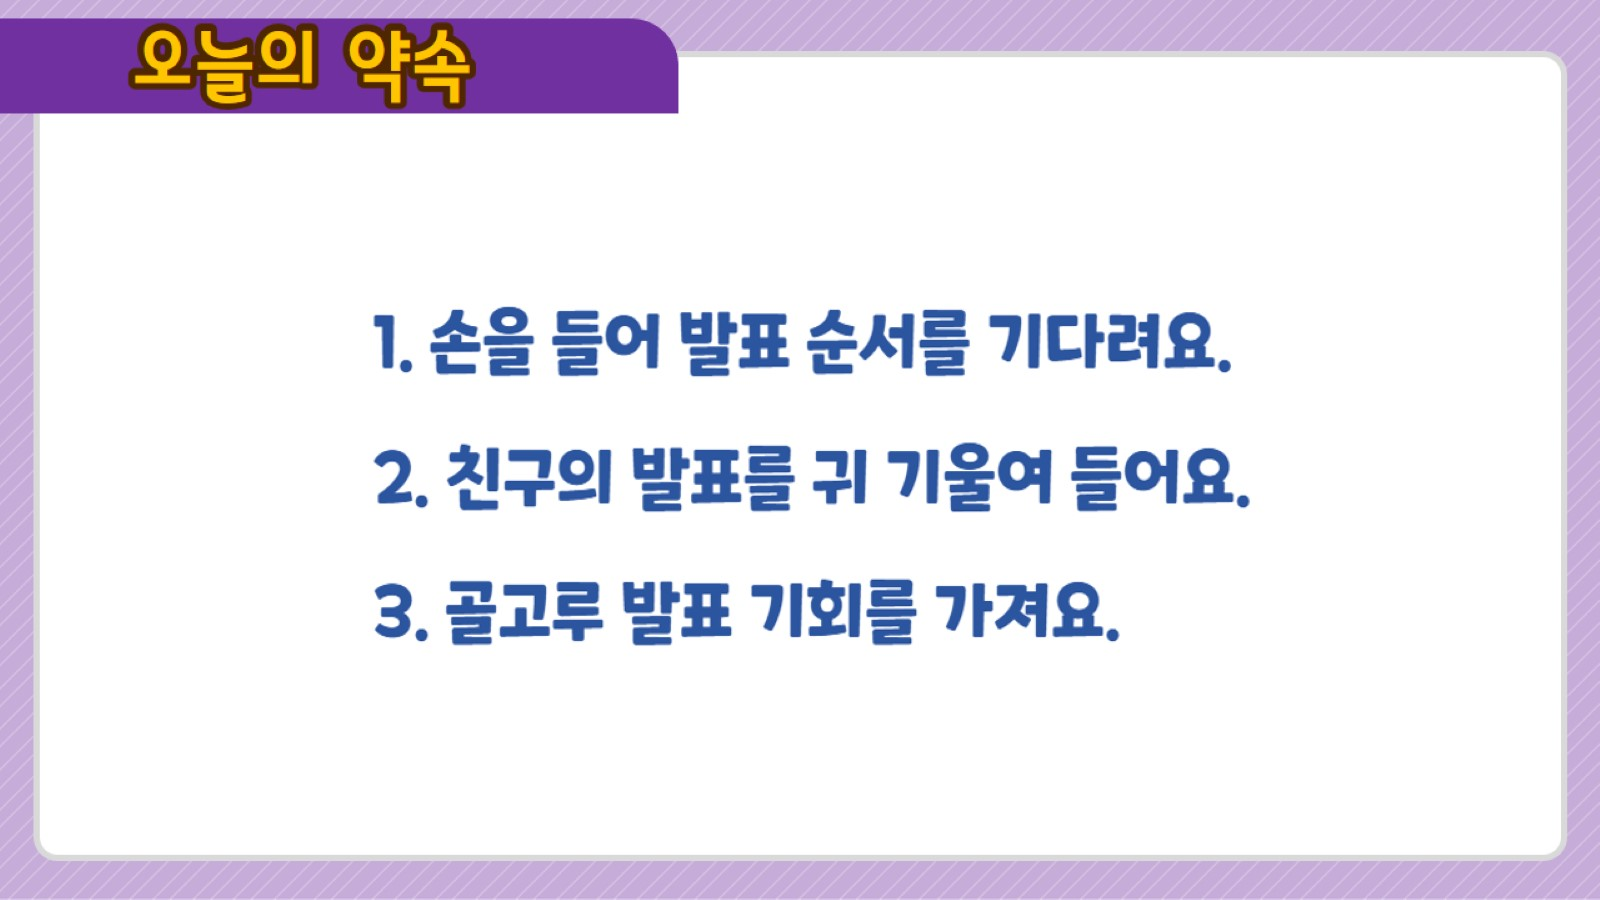 오늘의 약속
1. 손을 들어 발표 순서를 기다려요.
2. 친구의 발표를 귀 기울여 들어요.
3. 골고루 발표 기회를 가져요.